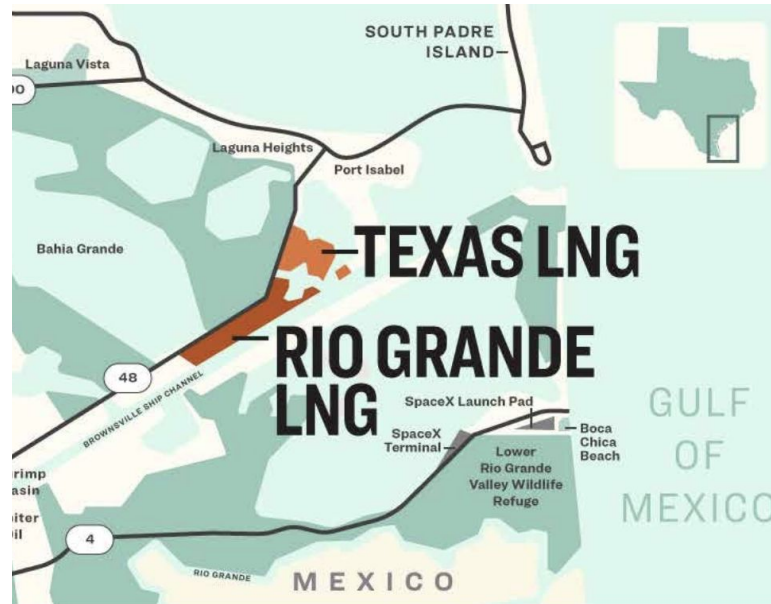 SOUTH PADRE
ISLAND
Laguna Vista
Laguna Heights
Port Isabel
Bahia Grande
TEXAS LNG
RIO GRANDE
LNG
48
BROWNSVILLE SHIP CHANNEL
SpaceX Launch Pad
SpaceX
Terminal
Boca
Chica
Beach
Lower
Rio Grande
Valley Wildlife
Refuge
GULF
OF
MEXICO
4
RIO GRANDE
MEXICO